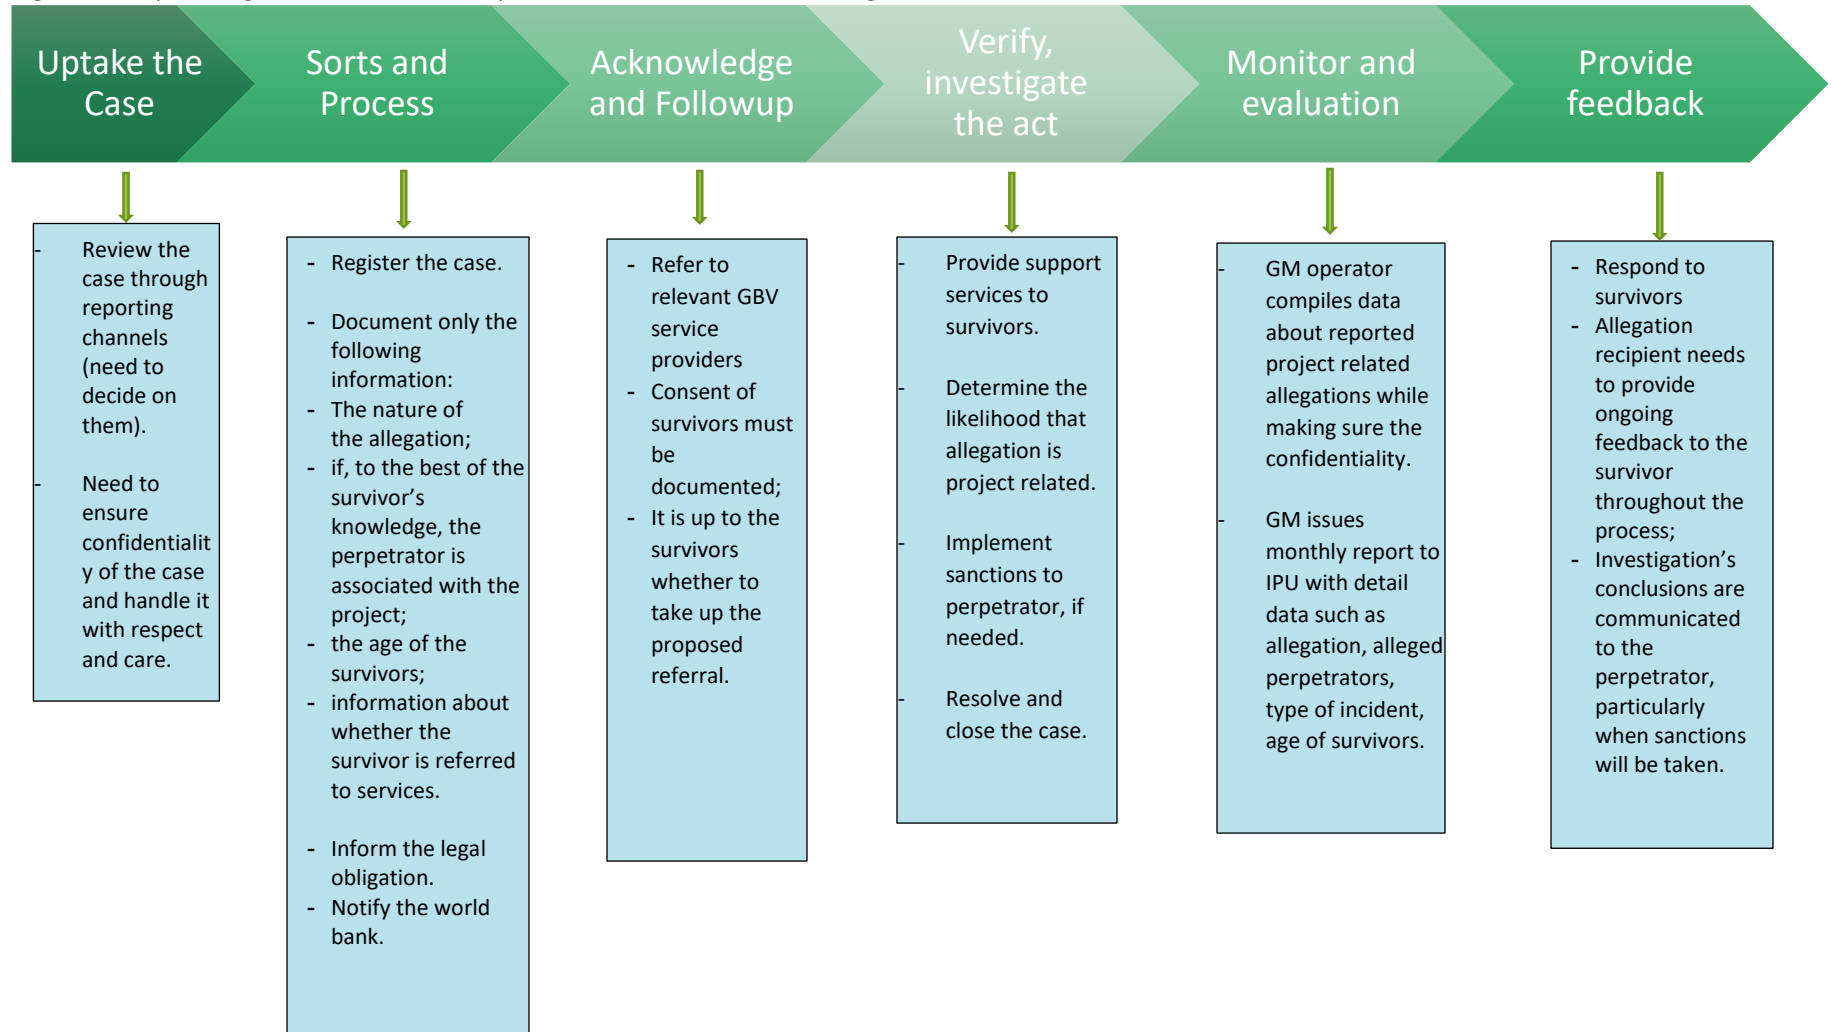 Uptake the
Case
Sorts and
Process
Acknowledge
and Followup
Verify,
investigate
the act
Monitor and
evaluation
Provide
feedback
- Review the
case through
reporting
channels
(need to
decide on
them).
- Need to
ensure
confidentialit
y of the case
and handle it
with respect
and care.
- Register the case.
- Document only the
following
information:
- The nature of
the allegation;
- if, to the best of the
survivor’s
knowledge, the
perpetrator is
associated with the
project;
- the age of the
survivors;
- information about
whether the
survivor is referred
to services.
- Inform the legal
obligation.
- Notify the world
bank.
- Refer to
relevant GBV
service
providers
- Consent of
survivors must
be
documented;
- It is up to the
survivors
whether to
take up the
proposed
referral.
- Provide support
services to
survivors.
- Determine the
likelihood that
allegation is
project related.
- Implement
sanctions to
perpetrator, if
needed.
- Resolve and
close the case.
- GM operator
compiles data
about reported
project related
allegations while
making sure the
confidentiality.
- GM issues
monthly report to
IPU with detail
data such as
allegation, alleged
perpetrators,
type of incident,
age of survivors.
- Respond to
survivors
- Allegation
recipient needs
to provide
ongoing
feedback to the
survivor
throughout the
process;
- Investigation’s
conclusions are
communicated
to the
perpetrator,
particularly
when sanctions
will be taken.